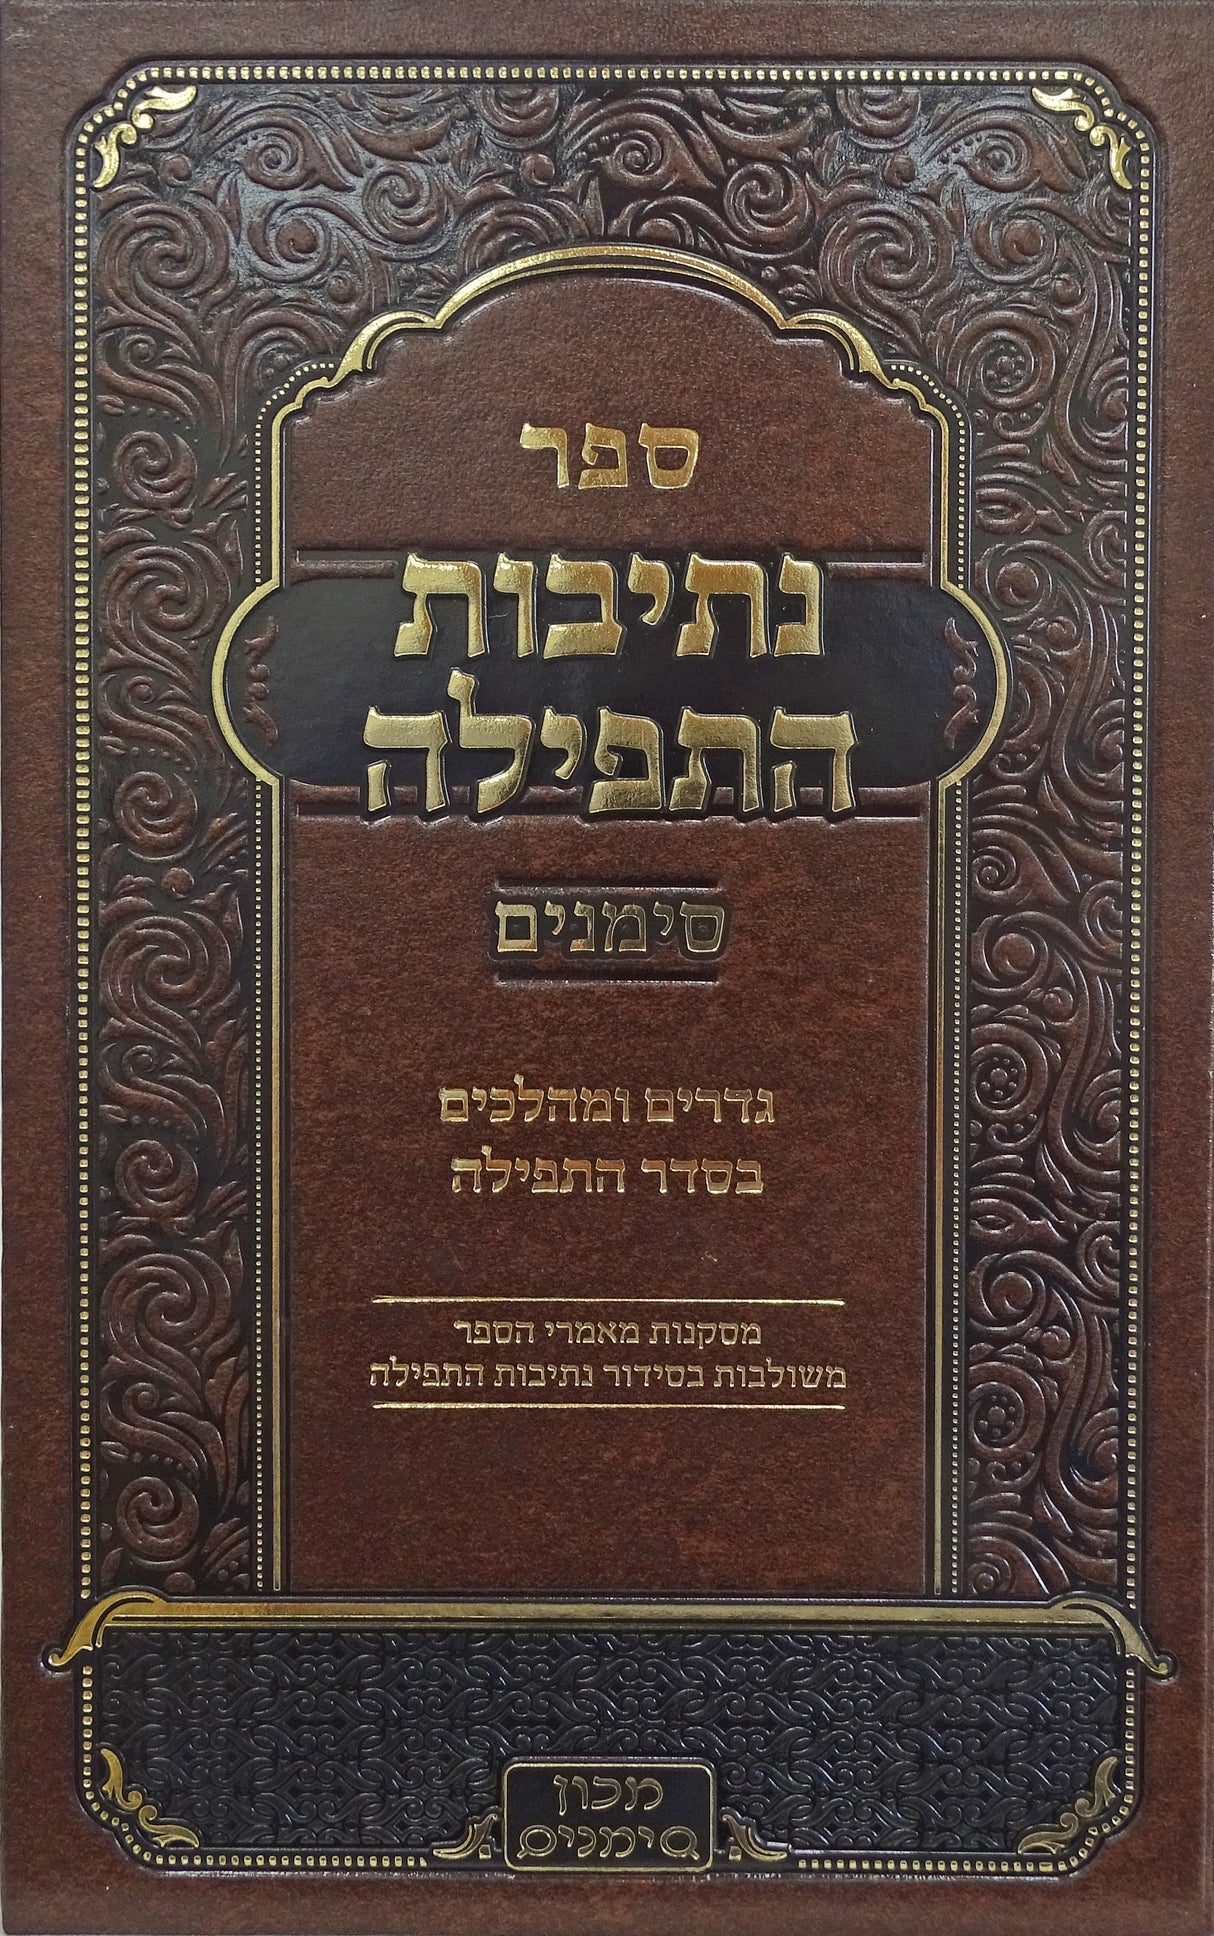 ספר
נתיבות
התפילה
סימנים
גדרים ומהלכים
בסדר התפילה
מסקנות מאמרי הספר
משולבות בסידור נתיבות התפילה
מכון
סימנים